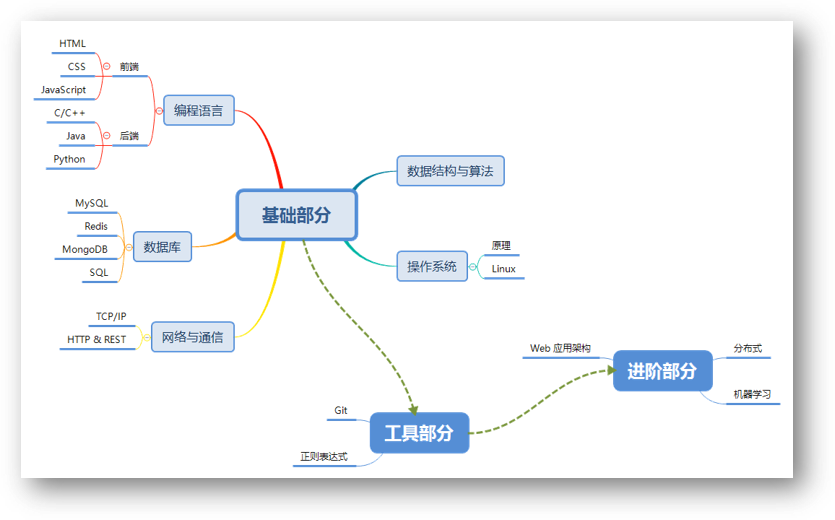 HTML
CSS
JavaScript
前端
C/C++
Java
Python
后端
编程语言
MySQL
Redis
MongoDB
SQL
数据库
TCP/IP
HTTP & REST
网络与通信
基础部分
数据结构与算法
操作系统
原理
Linux
Git
正则表达式
工具部分
Web 应用架构
进阶部分
分布式
机器学习